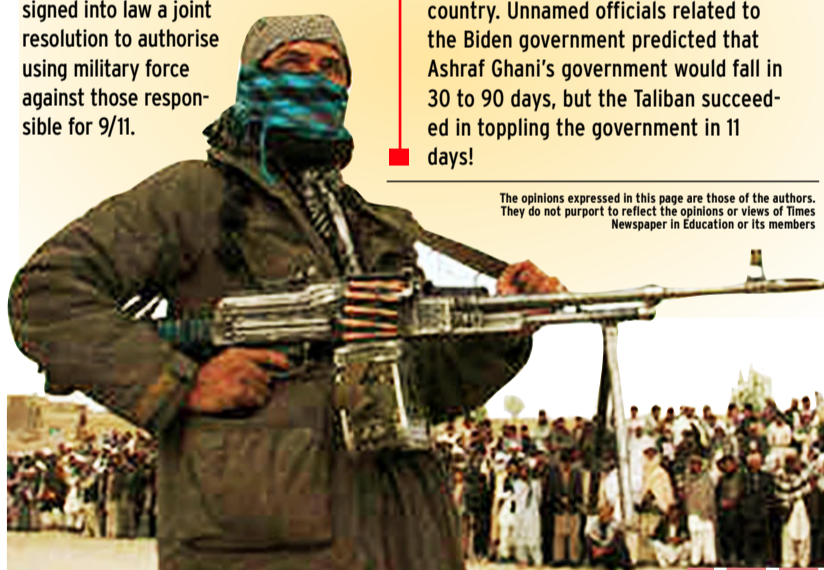 signed into law a joint
resolution to authorise
using military force
against those respon-
sible for 9/11.
country. Unnamed officials related to
the Biden government predicted that
Ashraf Ghani's government would fall in
30 to 90 days, but the Taliban succeed-
ed in toppling the government in 11
days!
The opinions expressed in this page are those of the authors.
They do not purport to reflect the opinions or views of Times
Newspaper in Education or its members